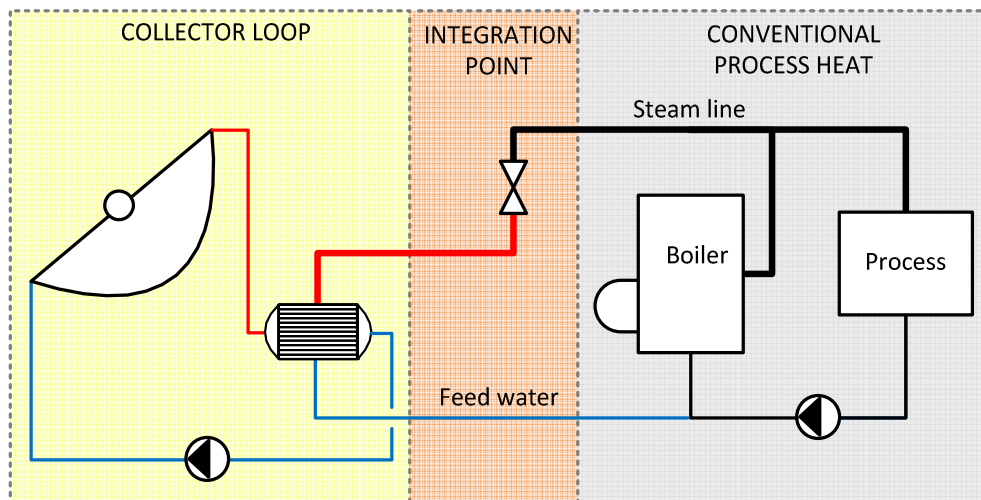 COLLECTOR LOOP
INTEGRATION
POINT
CONVENTIONAL
PROCESS HEAT
Steam line
Boiler
Process
Feed water